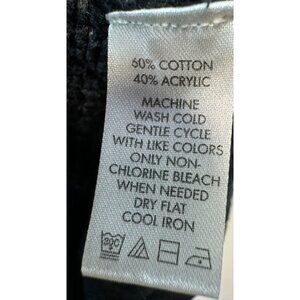 60% COTTON
40% ACRYLIC
MACHINE
WASH COLD
GENTLE CYCLE
WITH LIKE COLORS
ONLY NON-
CHLORINE BLEACH
WHEN NEEDED
DRY FLAT
COOL IRON
30C